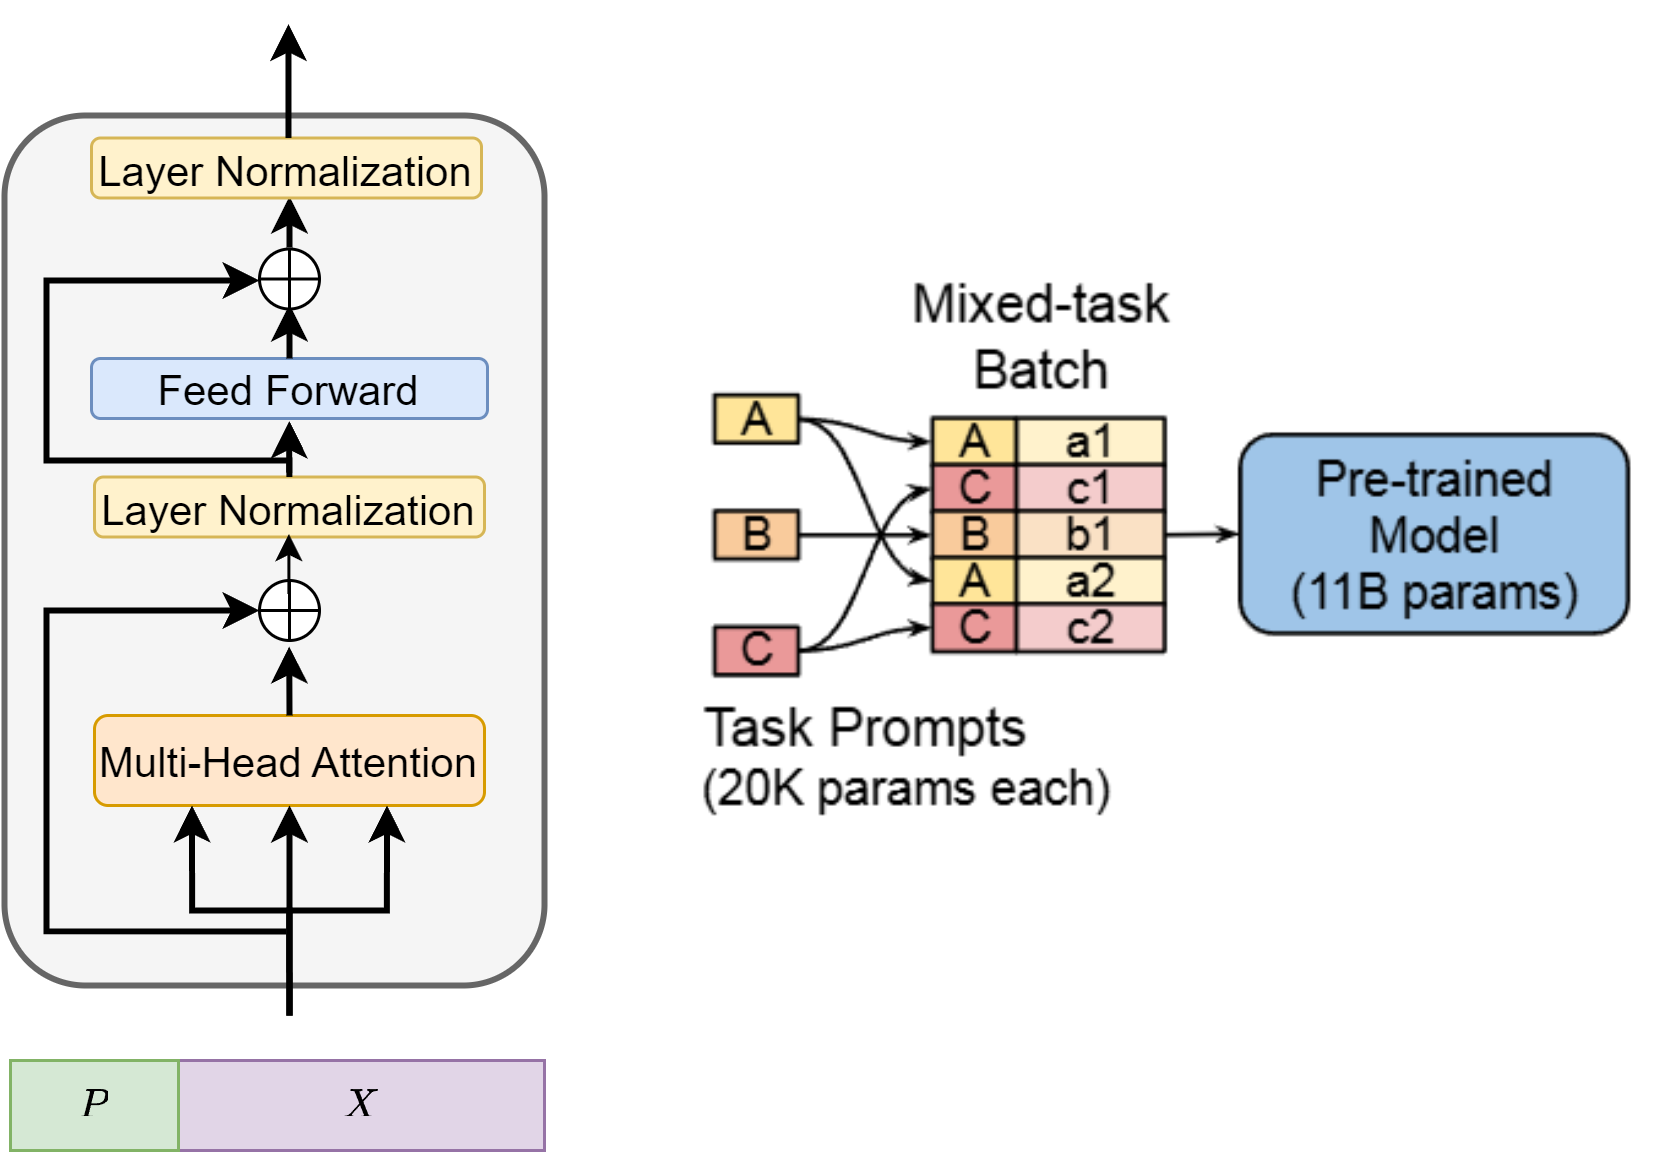 Layer Normalization
Feed Forward
Layer Normalization
Multi-Head Attention
P X
Mixed-task
Batch
A
B
C
A a1
C c1
B b1
A a2
C c2
Task Prompts
(20K params each)
Pre-trained
Model
(11B params)